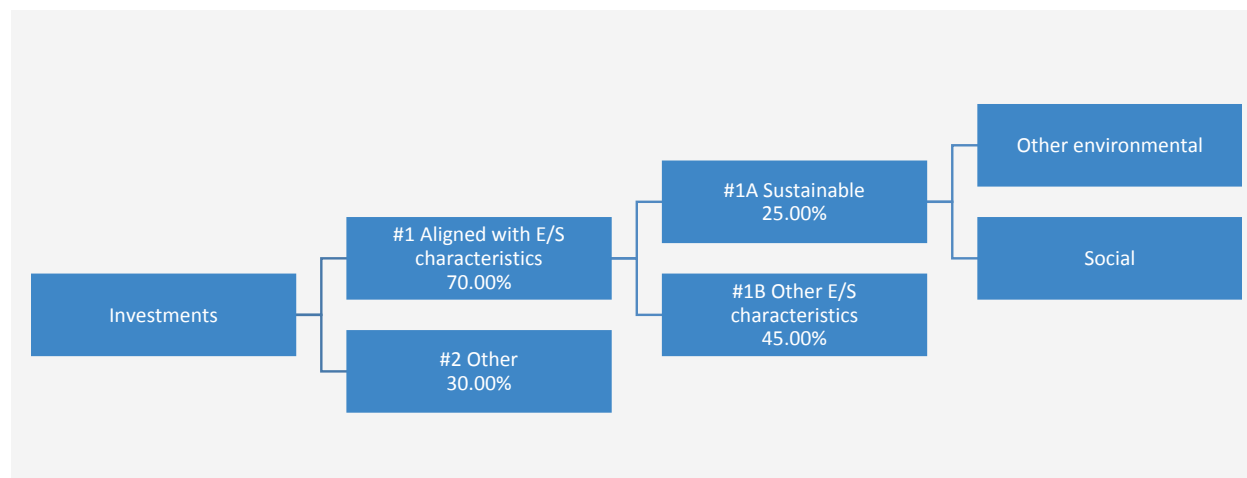 Investments
#1 Aligned with E/S
characteristics
70.00%
#2 Other
30.00%
#1A Sustainable
25.00%
#1B Other E/S
characteristics
45.00%
Other environmental
Social